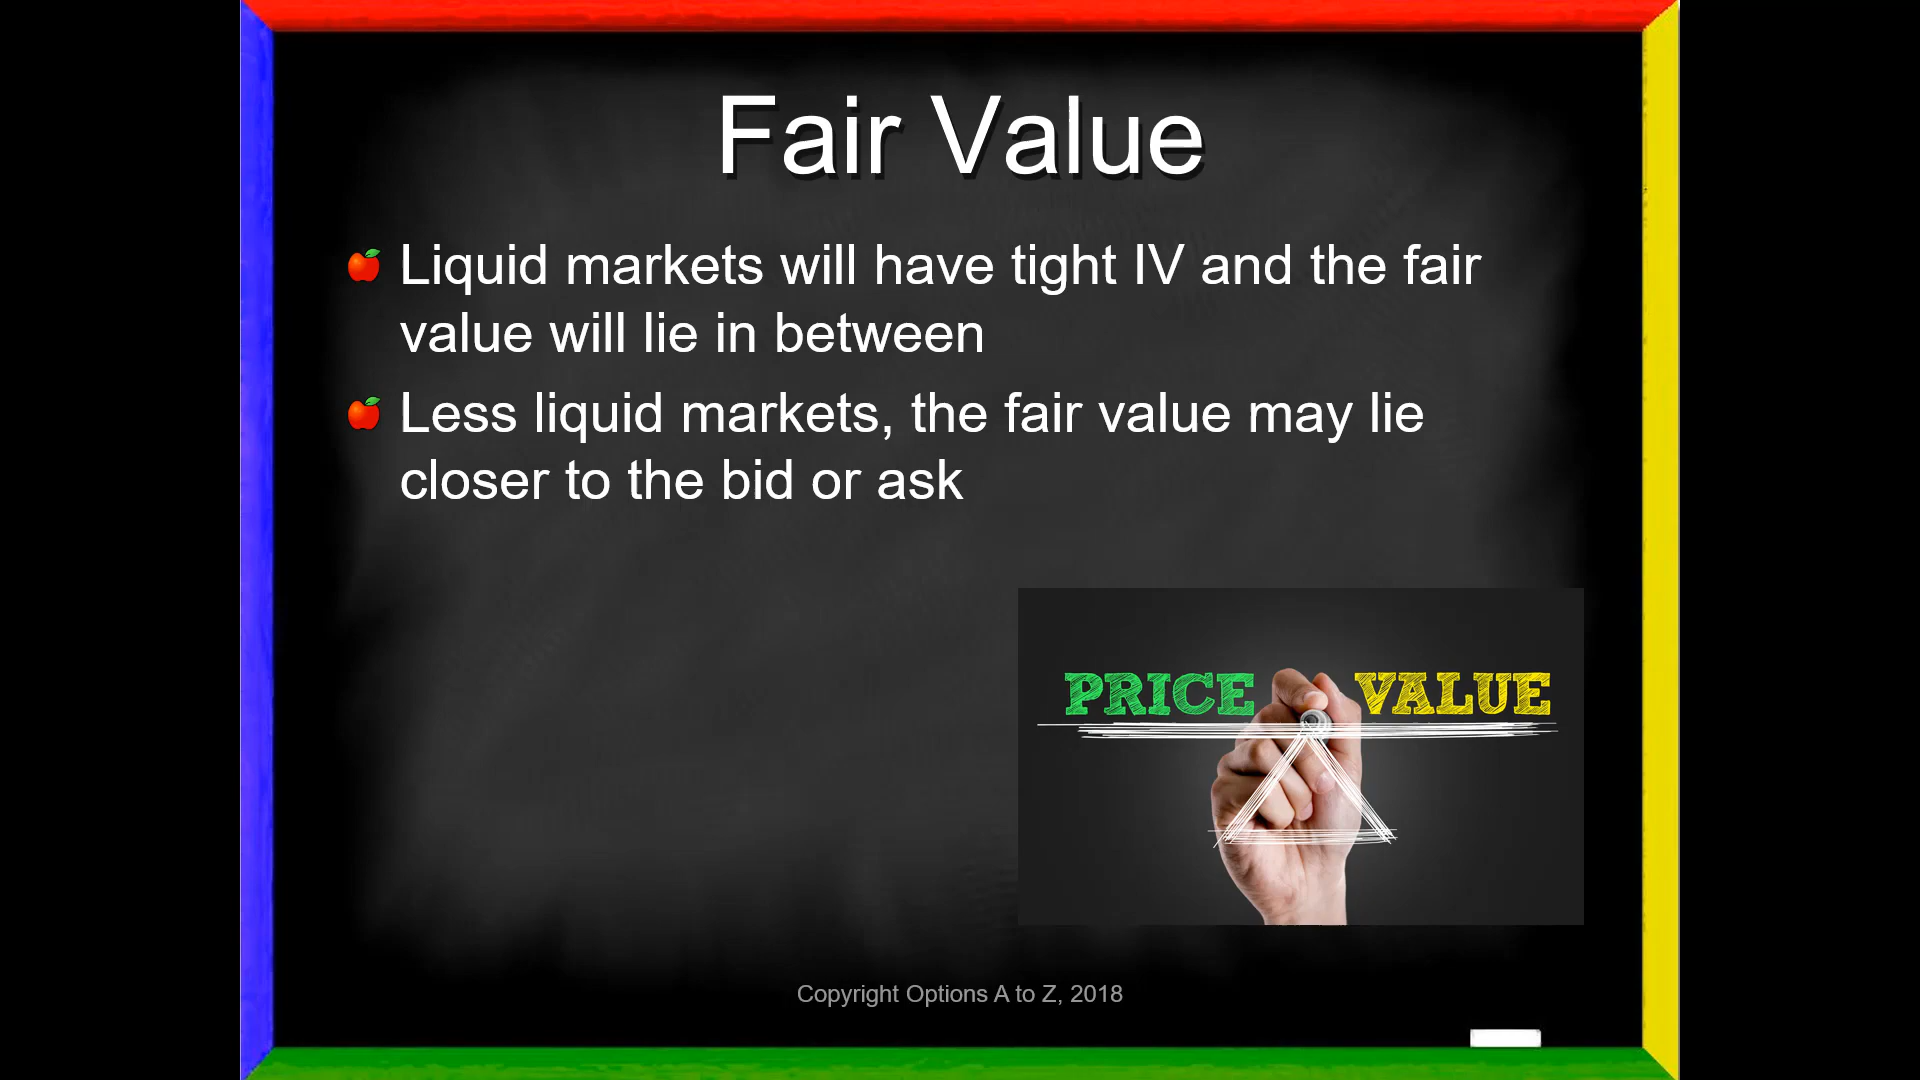 Fair Value
Liquid markets will have tight IV and the fair
value will lie in between
Less liquid markets, the fair value may lie
closer to the bid or ask
PRICE VALUE
Copyright Options A to Z, 2018